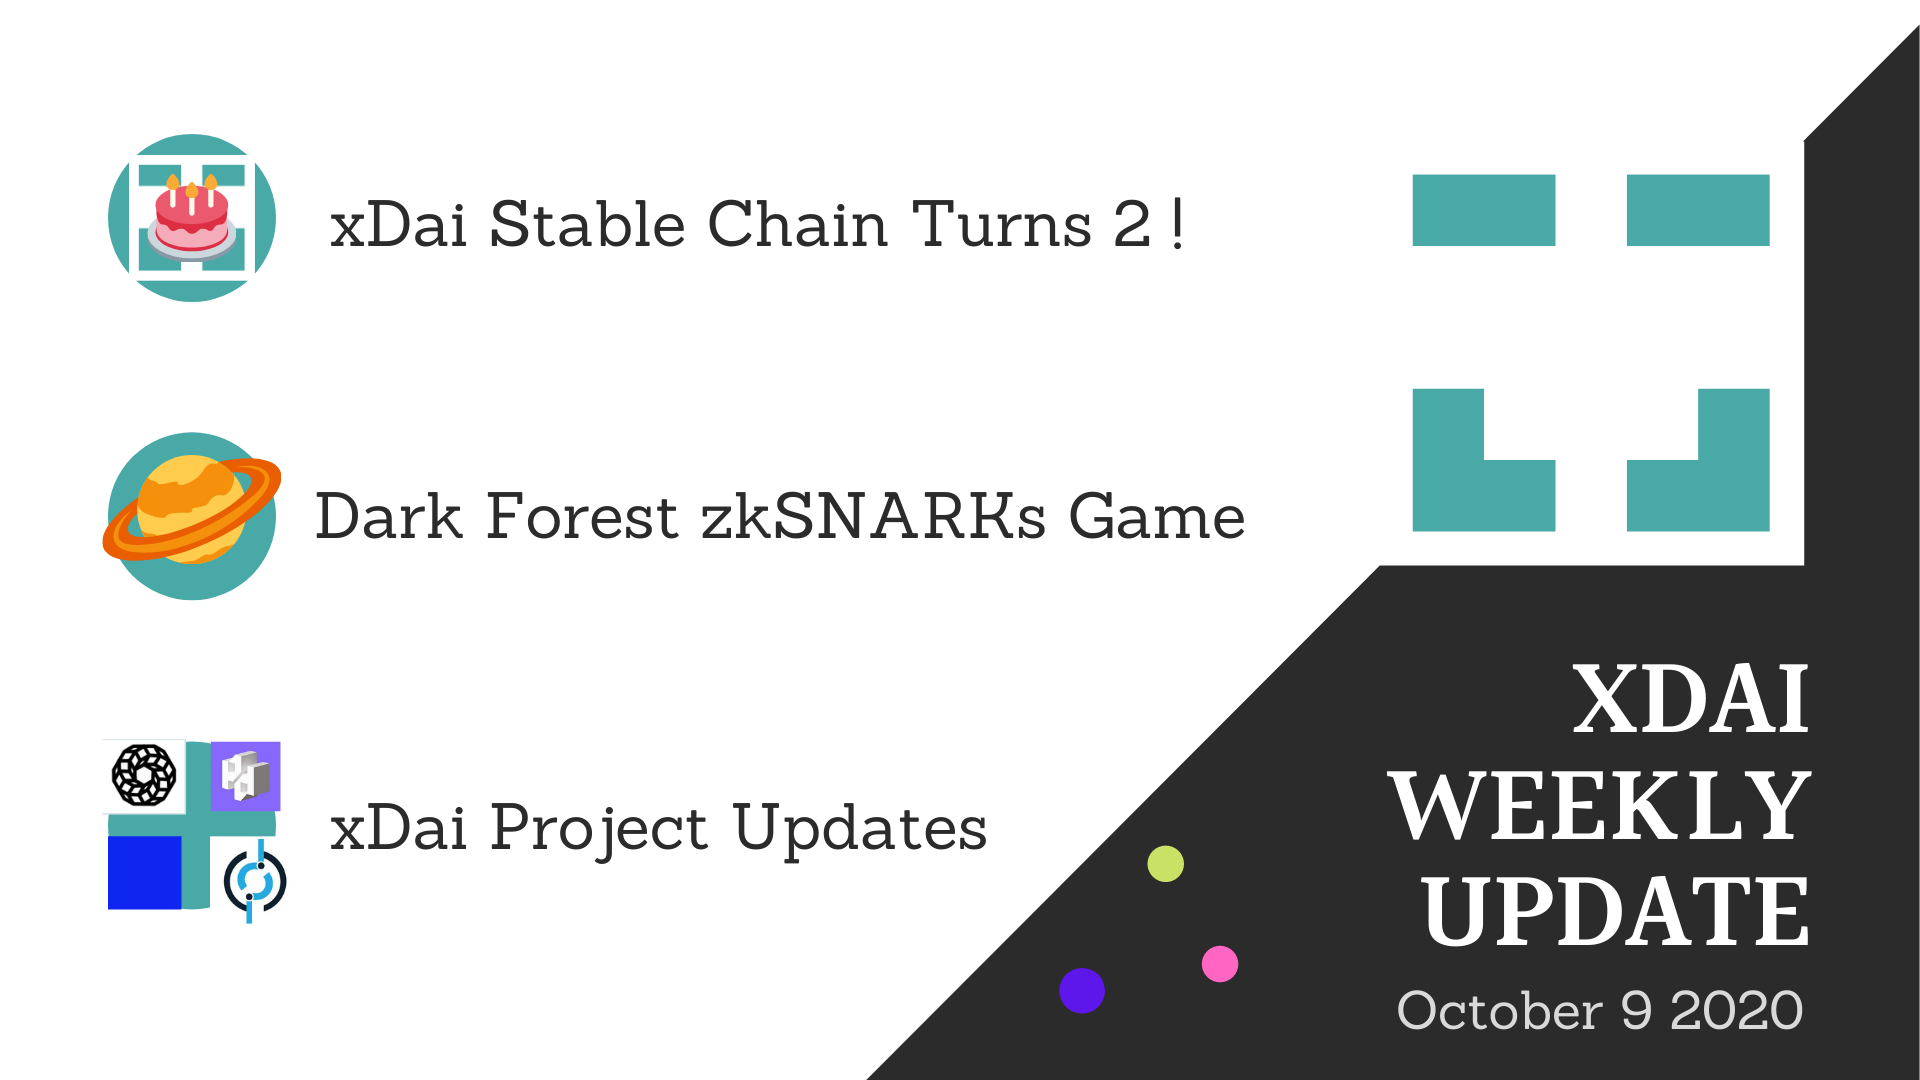 xDai Stable Chain Turns 2 !
Dark Forest zkSNARKs Game
xDai Project Updates
XDAI
WEEKLY
UPDATE
October 9 2020